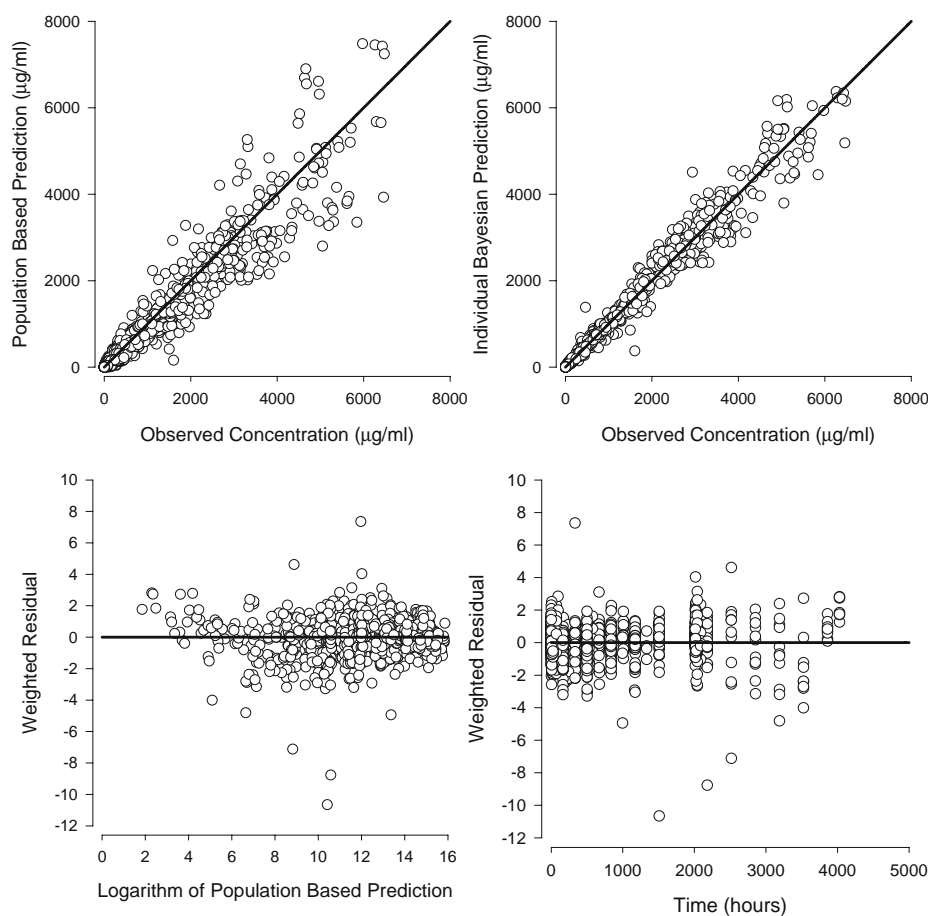 8000
6000
4000
2000
0
Population Based Prediction (μg/ml)
0 2000 4000 6000 8000
Observed Concentration (μg/ml)
8000
6000
4000
2000
0
Individual Bayesian Prediction (μg/ml)
0 2000 4000 6000 8000
Observed Concentration (μg/ml)
10
8
6
4
2
0
-2
-4
-6
-8
-10
-12
Weighted Residual
0 2 4 6 8 10 12 14 16
Logarithm of Population Based Prediction
10
8
6
4
2
0
-2
-4
-6
-8
-10
-12
Weighted Residual
0 1000 2000 3000 4000 5000
Time (hours)